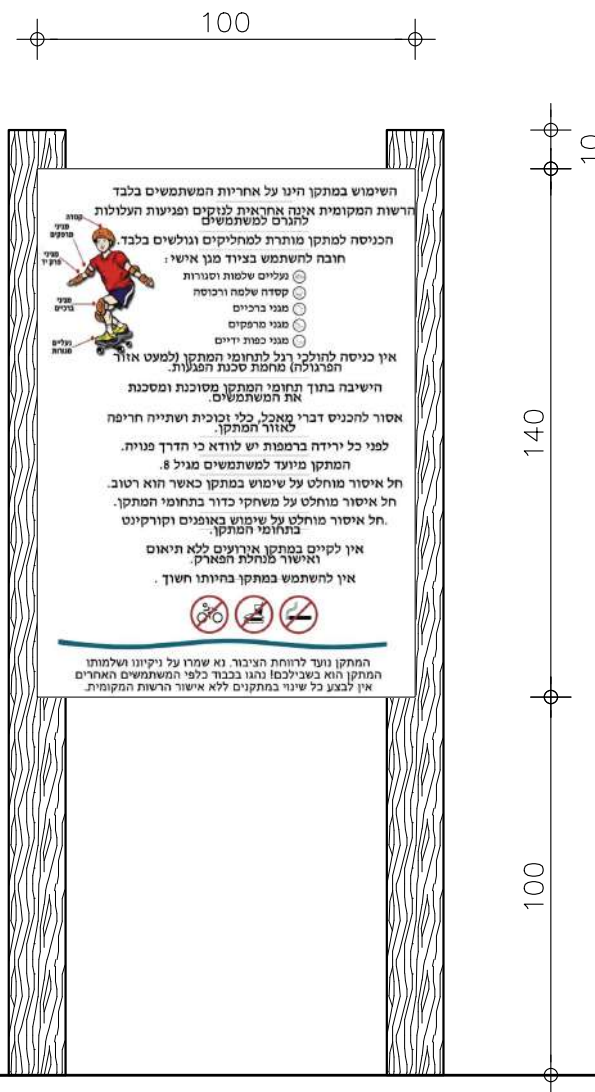 100
10
140
100
השימוש במתקן הינו על אחריות המשתמשים בלבד
הרשות המקומית אינה אחראית לנזקים ופגיעות העלולות
להגרם למשתמשים
הכניסה למתקן מותרת למחליקים וגולשים בלבד.
חובה להשתמש בציוד מגן אישי :
נעליים שלמות וסגורות
קסדה שלמה ורכוסה
מגני ברכיים
מגני מרפקים
מגני כפות ידיים
קסדה
מגיני
מרפקים
מגיני
פרק יד
מגיני
ברכיים
נעליים
סגורות
אין כניסה להולכי רגל לתחומי המתקן (למעט אזור
הפרגולה) מחמת סכנת הפגעות.
הישיבה בתוך תחומי המתקן מסוכנת ומסכנת
את המשתמשים.
אסור להכניס דברי מאכל, כלי זכוכית ושתייה חריפה
לאזור המתקן.
לפני כל ירידה ברמפות יש לוודא כי הדרך פנויה.
המתקן מיועד למשתמשים מגיל 8.
חל איסור מוחלט על שימוש במתקן כאשר הוא רטוב.
חל איסור מוחלט על משחקי כדור בתחומי המתקן.
חל איסור מוחלט על שימוש באופנים וקורקינט.
בתחומי המתקן.
אין לקיים במתקן אירועים ללא תיאום
ואישור מנהלת הפארק.
אין להשתמש במתקן בהיותו חשוך .
המתקן נועד לרווחת הציבור. נא שמרו על ניקיונו ושלמותו
המתקן הוא בשבילכם! נהגו בכבוד כלפי המשתמשים האחרים
אין לבצע כל שינוי במתקנים ללא אישור הרשות המקומית.